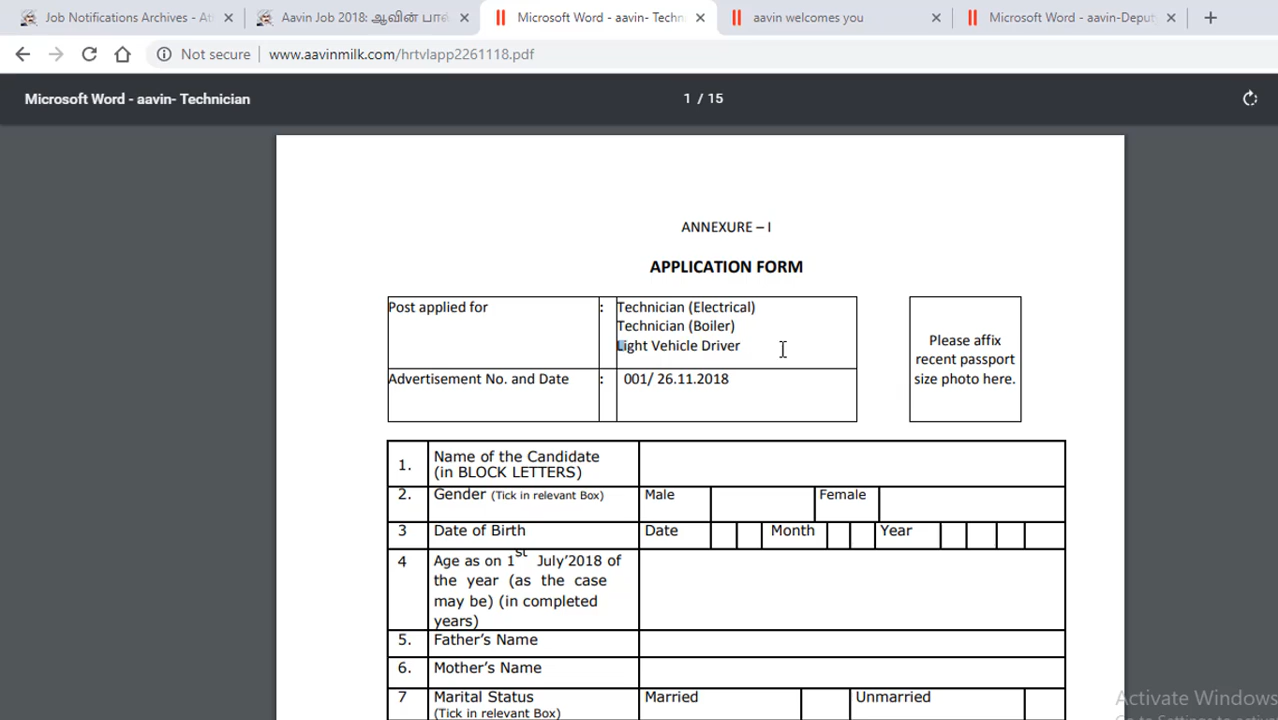 Job Notifications Archives - At
Aavin Job 2018: ஆவின் பால்
Microsoft Word - aavin- Techn
aavin welcomes you
Microsoft Word - aavin-Deput
Not secure
www.aavinmilk.com/hrtvlapp2261118.pdf
Microsoft Word - aavin- Technician
1 / 15
ANNEXURE – I
APPLICATION FORM
Post applied for
:
Technician (Electrical)
Technician (Boiler)
Light Vehicle Driver
Please affix
recent passport
size photo here.
Advertisement No. and Date
:
001/ 26.11.2018
1.
Name of the Candidate
(in BLOCK LETTERS)
2.
Gender (Tick in relevant Box)
Male
Female
3
Date of Birth
Date
Month
Year
4
Age as on 1st July’2018 of
the year (as the case
may be) (in completed
years)
5.
Father’s Name
6.
Mother’s Name
7
Marital Status
(Tick in relevant Box)
Married
Unmarried
Activate Windows